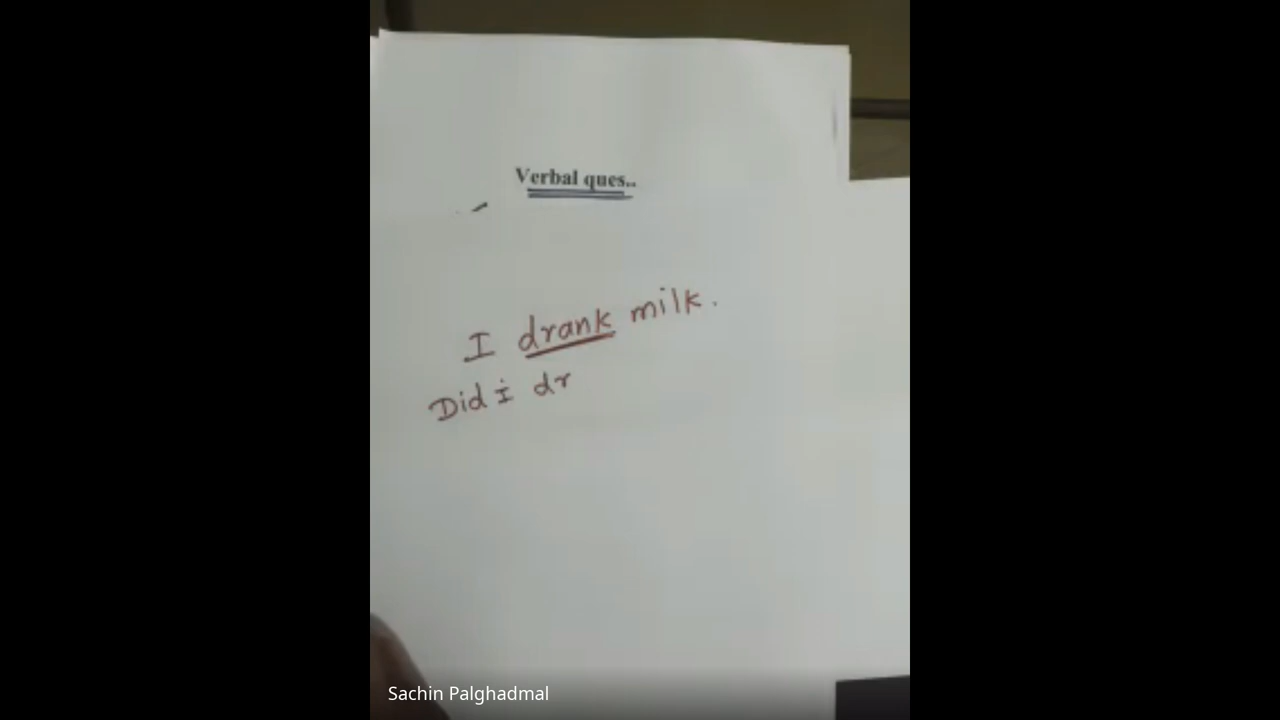 Verbal ques..
I drank milk.
Did I dr
Sachin Palghadmal